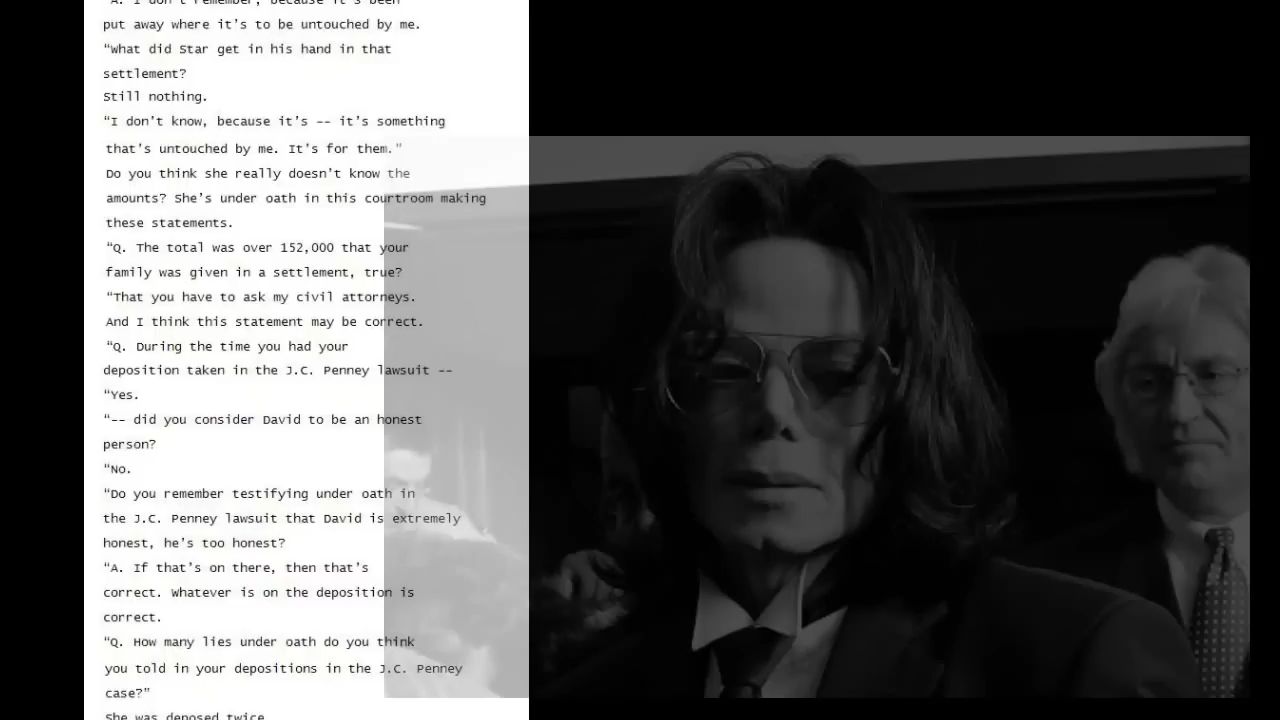 "A. I don't remember, because it's been
put away where it's to be untouched by me.
"What did Star get in his hand in that
settlement?
Still nothing.
"I don't know, because it's -- it's something
that's untouched by me. It's for them."
Do you think she really doesn't know the
amounts? She's under oath in this courtroom making
these statements.
"Q. The total was over 152,000 that your
family was given in a settlement, true?
"That you have to ask my civil attorneys.
And I think this statement may be correct.
"Q. During the time you had your
deposition taken in the J.C. Penney lawsuit --
"Yes.
"-- did you consider David to be an honest
person?
"No.
"Do you remember testifying under oath in
the J.C. Penney lawsuit that David is extremely
honest, he's too honest?
"A. If that's on there, then that's
correct. Whatever is on the deposition is
correct.
"Q. How many lies under oath do you think
you told in your depositions in the J.C. Penney
case?"
She was deposed twice